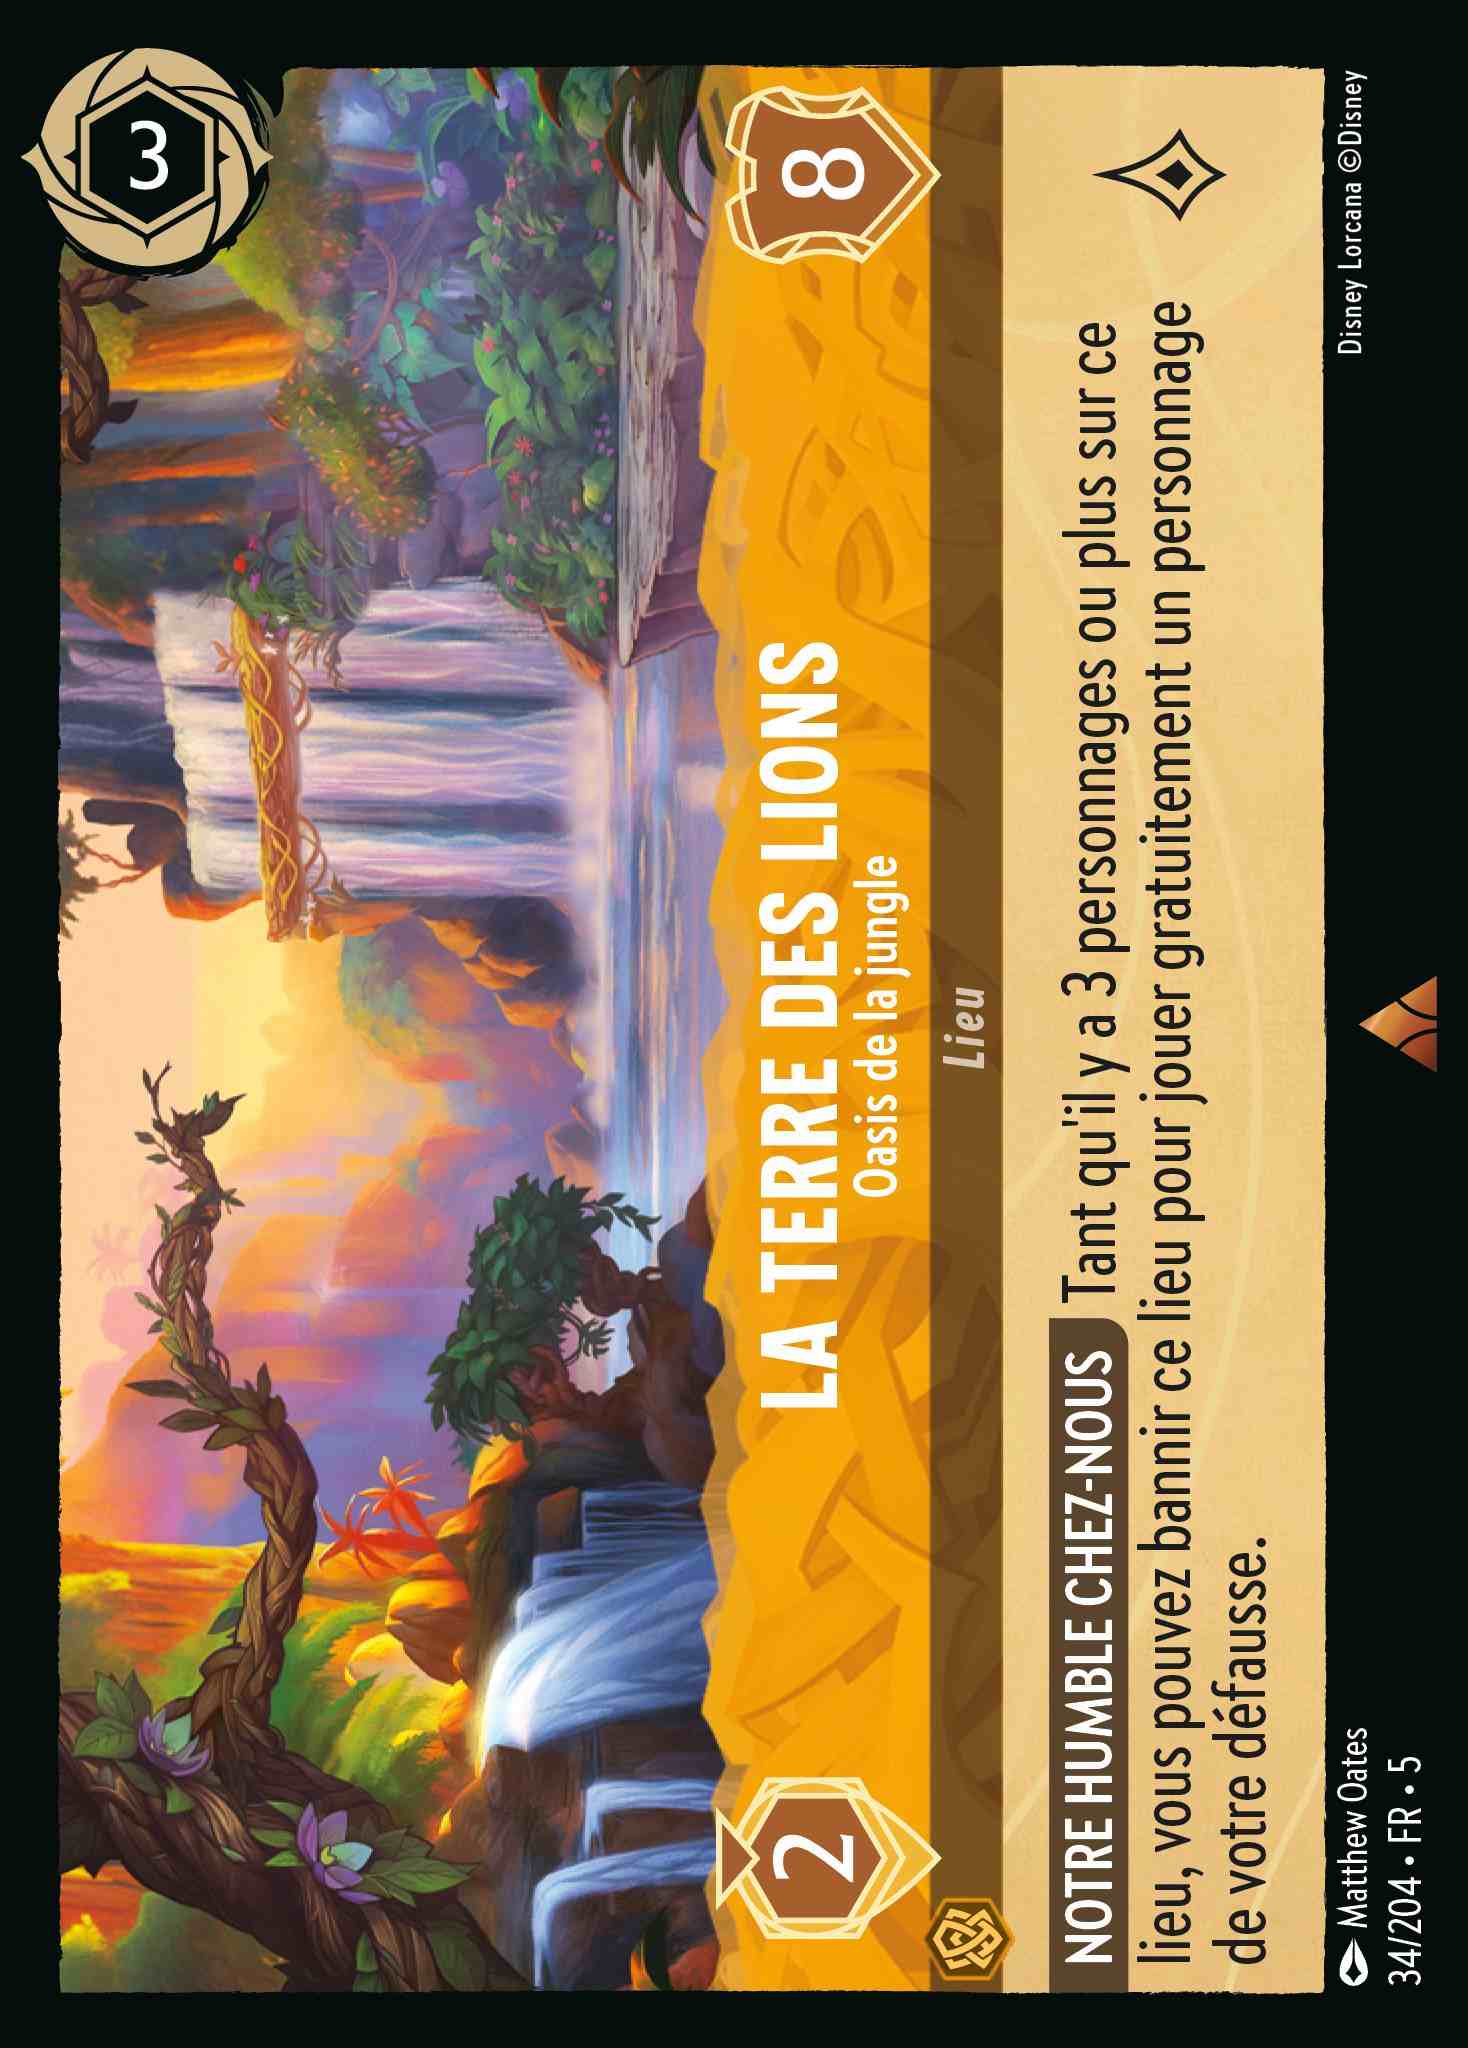 3
LA TERRE DES LIONS
Oasis de la jungle
2
8
Lieu
NOTRE HUMBLE CHEZ-NOUS Tant qu'il y a 3 personnages ou plus sur ce
lieu, vous pouvez bannir ce lieu pour jouer gratuitement un personnage
de votre défausse.
Matthew Oates
Disney Lorcana ©Disney
34/204 • FR • 5